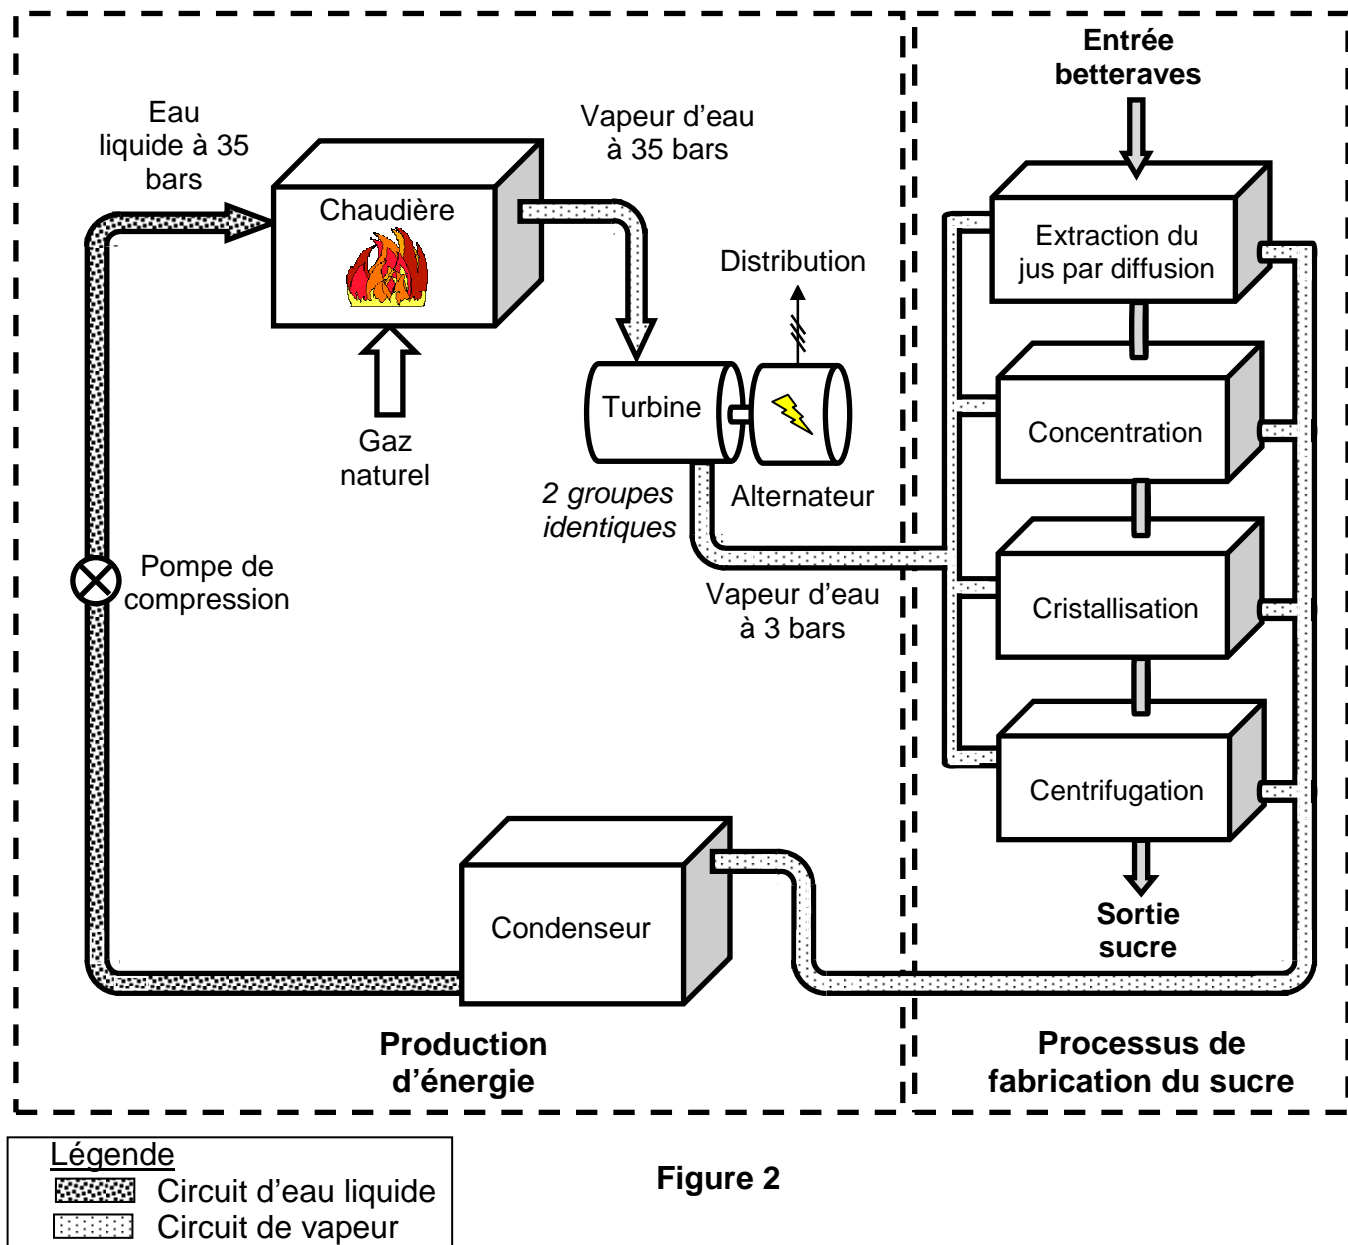 Entrée
betteraves
Eau
liquide à 35
bars
Vapeur d'eau
à 35 bars
Chaudière
Extraction du
jus par diffusion
Distribution
Turbine
Gaz
naturel
2 groupes
identiques
Alternateur
Concentration
Pompe de
compression
Vapeur d'eau
à 3 bars
Cristallisation
Centrifugation
Condenseur
Sortie
sucre
Production
d'énergie
Processus de
fabrication du sucre
Légende
Circuit d'eau liquide
Circuit de vapeur
Figure 2